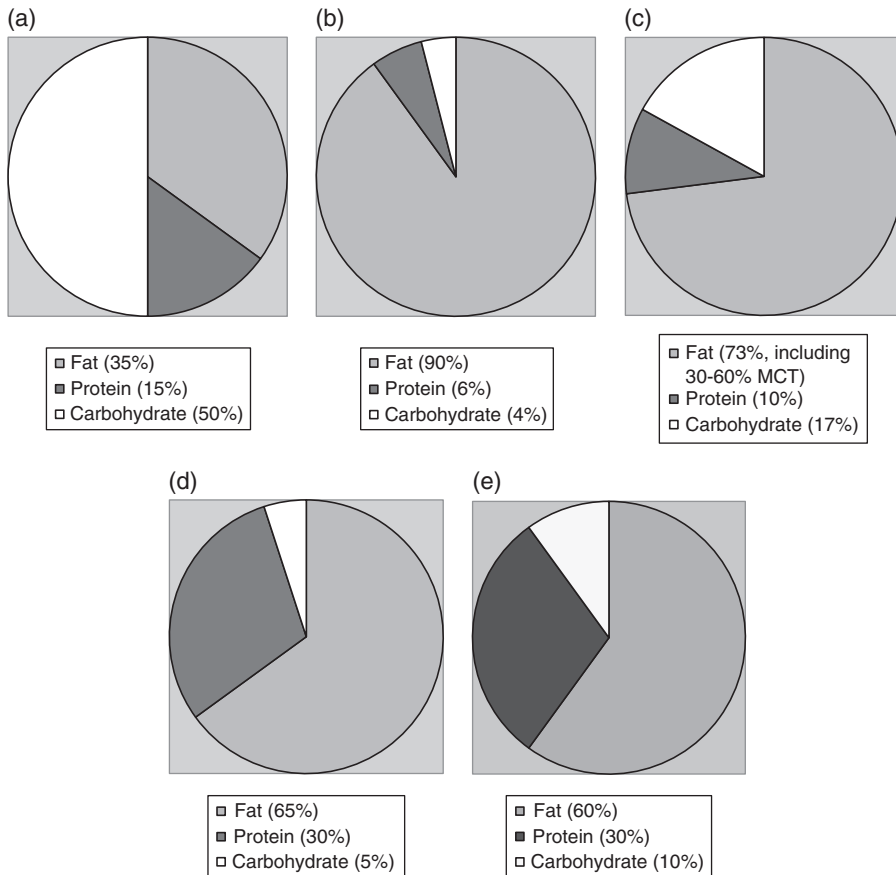 (a)
(b)
(c)
Fat (35%)
Protein (15%)
Carbohydrate (50%)
Fat (90%)
Protein (6%)
Carbohydrate (4%)
Fat (73%, including
30-60% MCT)
Protein (10%)
Carbohydrate (17%)
(d)
(e)
Fat (65%)
Protein (30%)
Carbohydrate (5%)
Fat (60%)
Protein (30%)
Carbohydrate (10%)